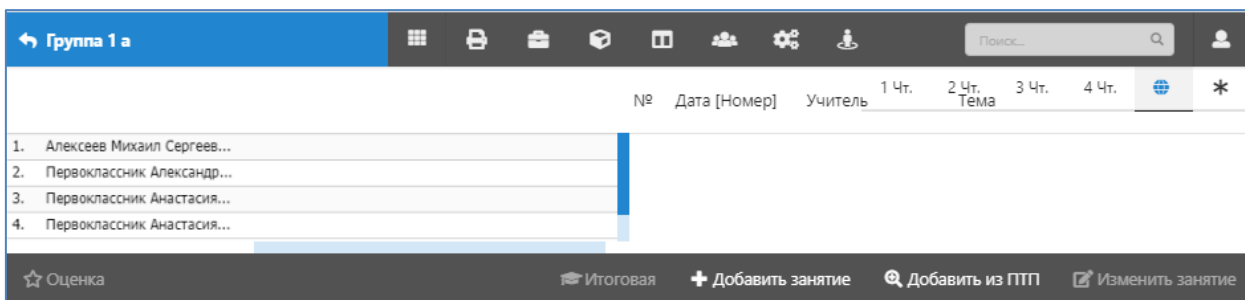 Группа 1 а
Поиск...
1 Чт. 2 Чт. 3 Чт. 4 Чт.
№ Дата [Номер] Учитель Тема
1. Алексеев Михаил Сергеев...
2. Первоклассник Александр...
3. Первоклассник Анастасия...
4. Первоклассник Анастасия...
Оценка Итоговая Добавить занятие Добавить из ПТП Изменить занятие